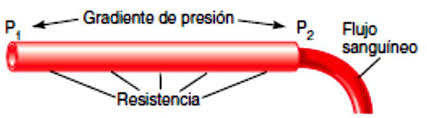 Gradiente de presión
P1
P2
Flujo
sanguíneo
Resistencia